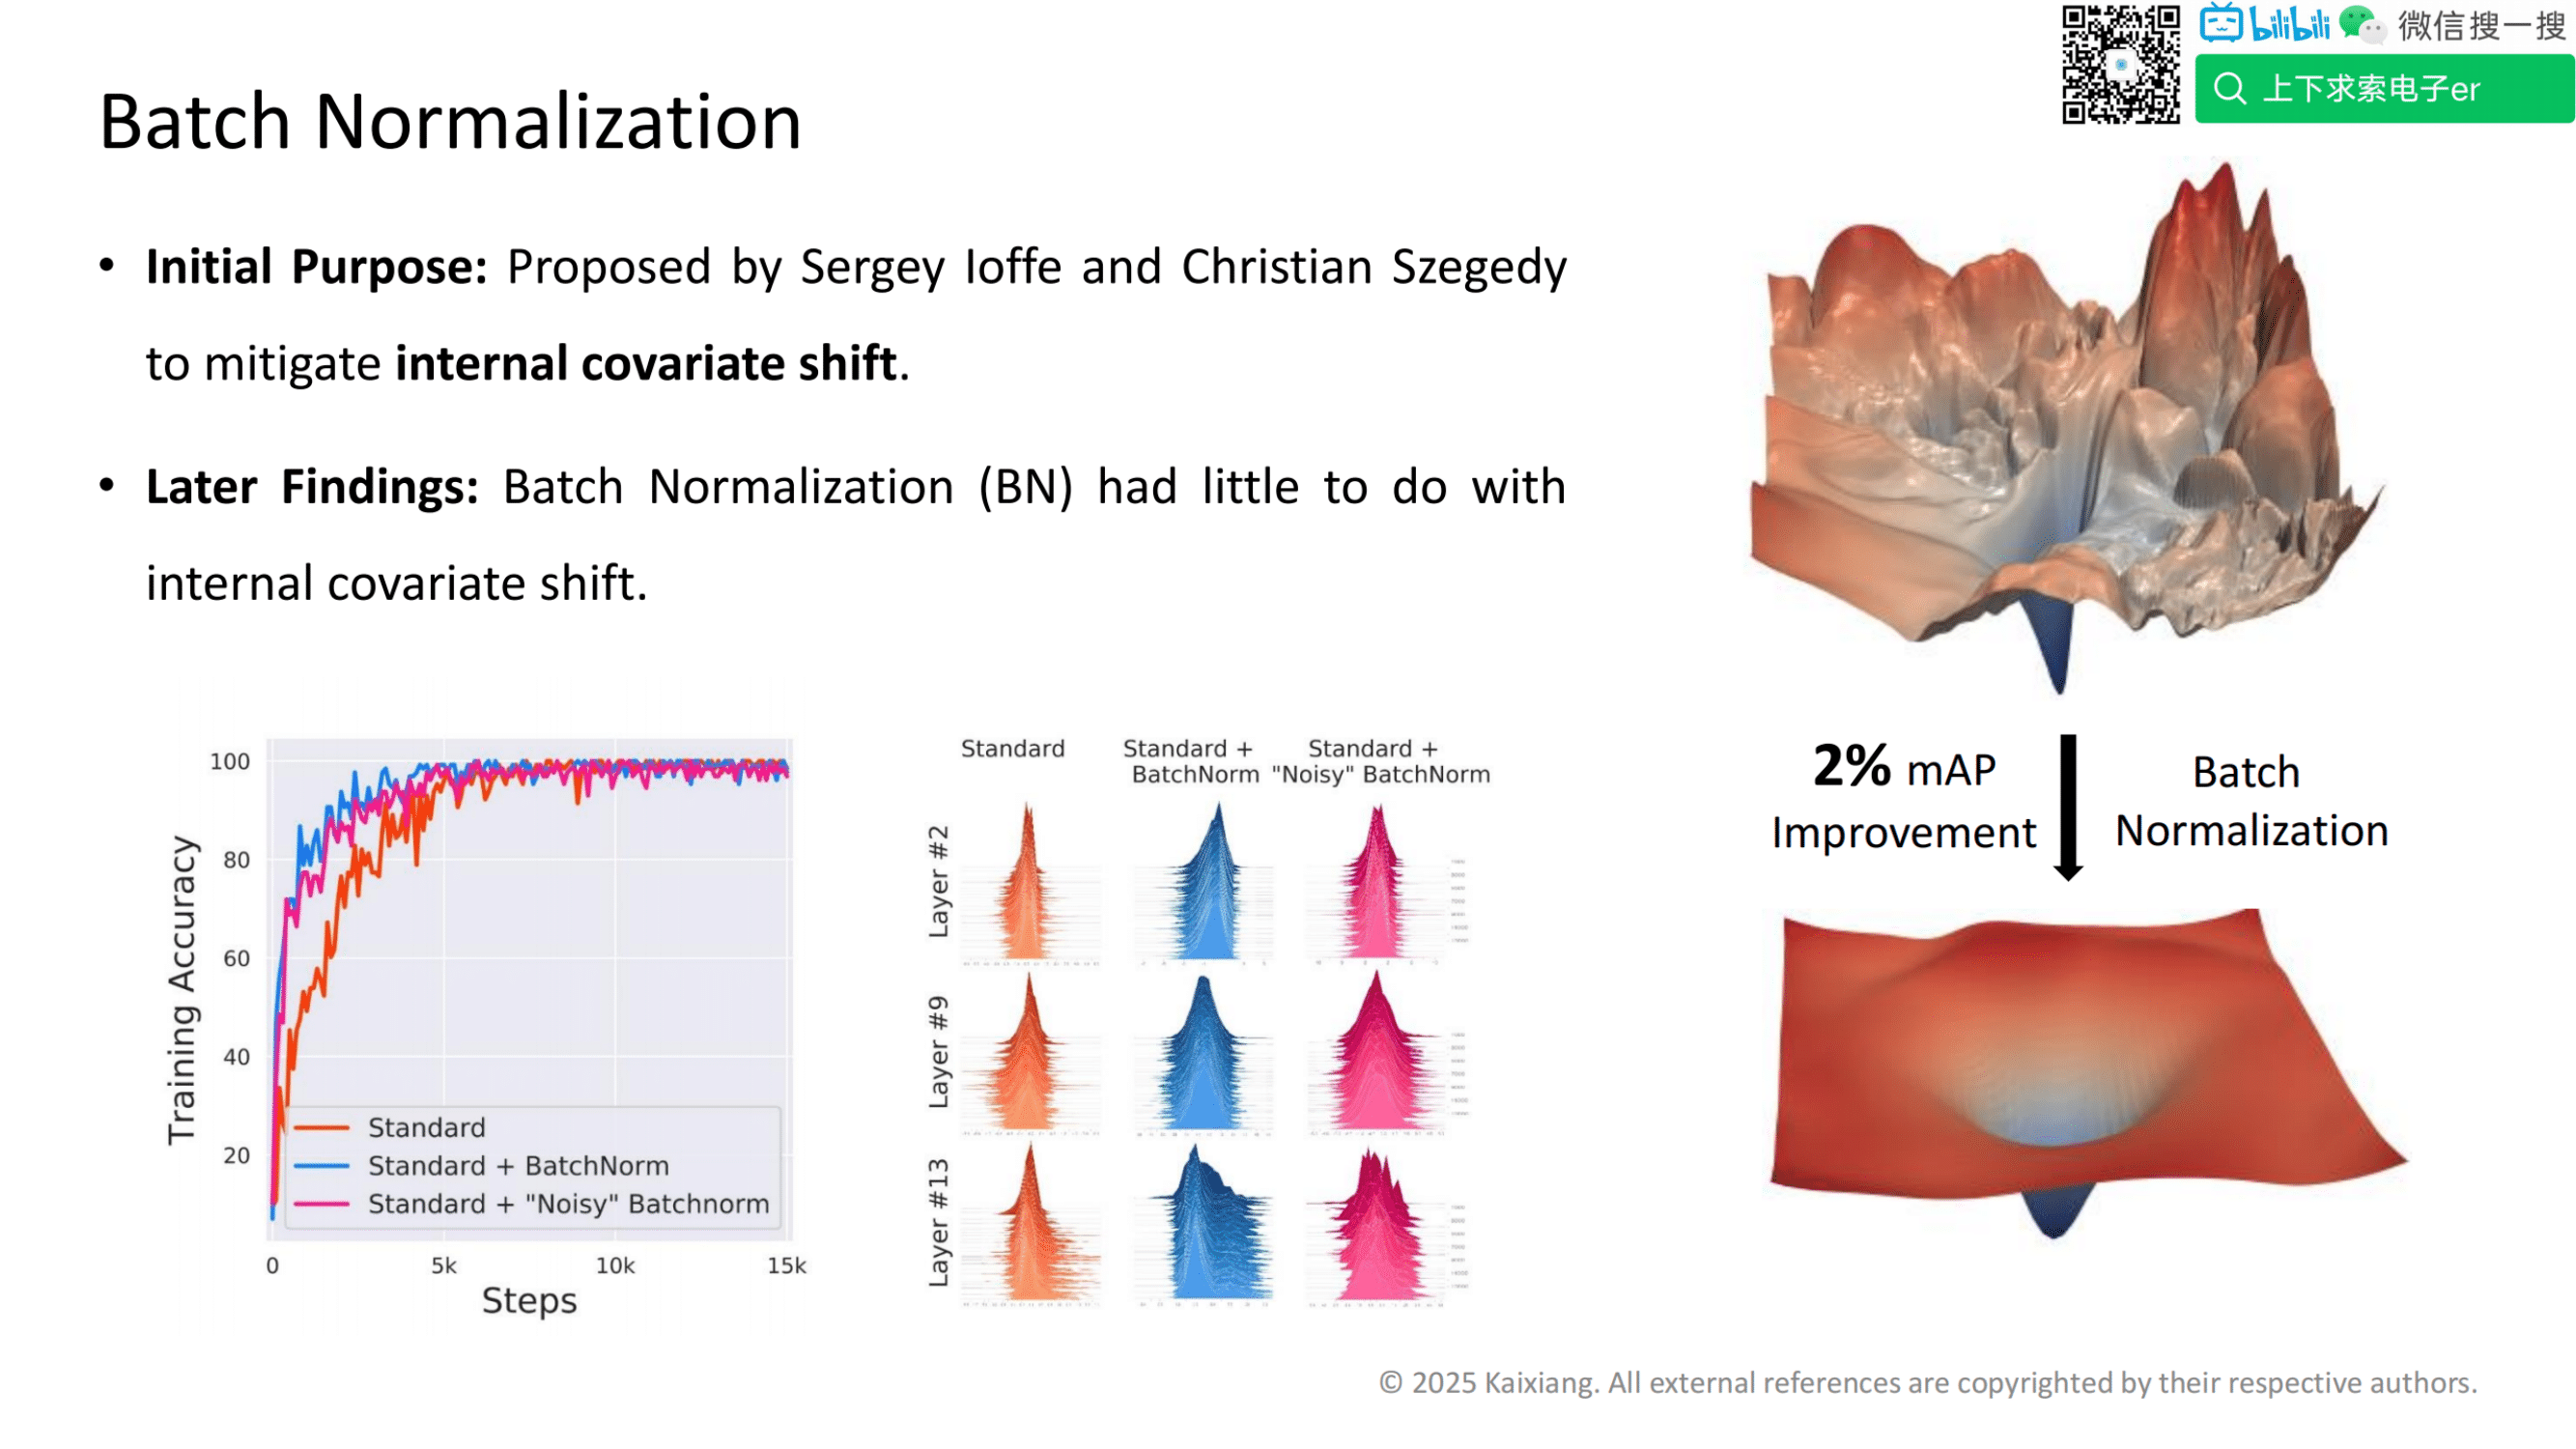 bilibili 微信搜一搜
上下求索电子er
Batch Normalization
• Initial Purpose: Proposed by Sergey Ioffe and Christian Szegedy
to mitigate internal covariate shift.
• Later Findings: Batch Normalization (BN) had little to do with
internal covariate shift.
Training Accuracy
100
80
60
40
20
Standard
Standard + BatchNorm
Standard + "Noisy" Batchnorm
0 5k 10k 15k
Steps
Standard
Standard +
BatchNorm
Standard +
"Noisy" BatchNorm
Layer #2
Layer #9
Layer #13
2% mAP
Improvement
Batch
Normalization
© 2025 Kaixiang. All external references are copyrighted by their respective authors.